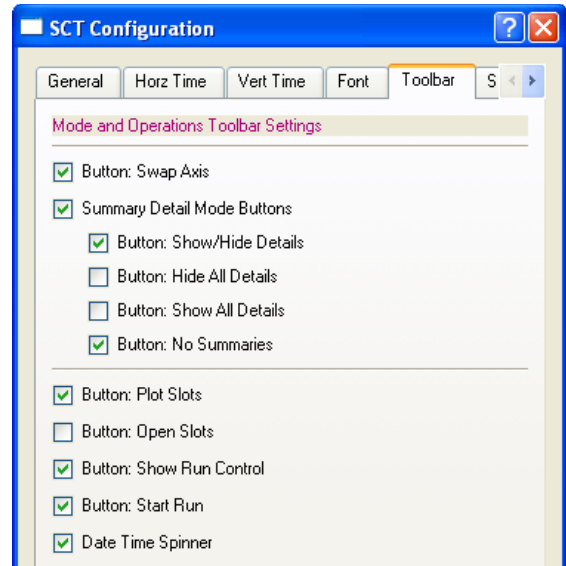 SCT Configuration
General Horz Time Vert Time Font Toolbar S
Mode and Operations Toolbar Settings
Button: Swap Axis
Summary Detail Mode Buttons
Button: Show/Hide Details
Button: Hide All Details
Button: Show All Details
Button: No Summaries
Button: Plot Slots
Button: Open Slots
Button: Show Run Control
Button: Start Run
Date Time Spinner